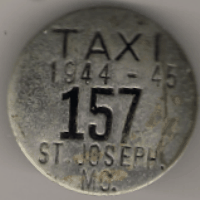 TAXI
1944 - 45
157
ST. JOSEPH,
MO.